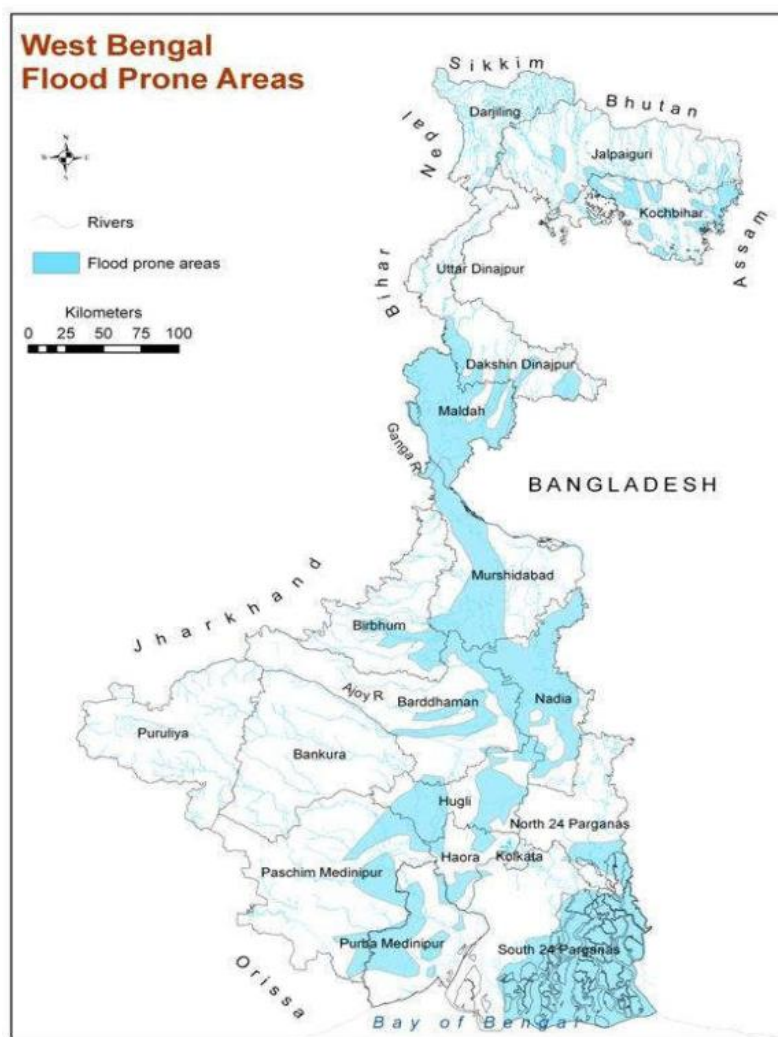 West Bengal
Flood Prone Areas
N
W
E
S
Rivers
Flood prone areas
Kilometers
0 25 50 75 100
Sikkim
Bhutan
Nepal
Darjiling
Jalpaiguri
Kochbihar
Assam
Bihar
Uttar Dinajpur
Dakshin Dinajpur
Maldah
Ganga R
BANGLADESH
Murshidabad
Jharkhand
Birbhum
Ajoy R
Barddhaman
Nadia
Puruliya
Bankura
Hugli
North 24 Parganas
Haora
Kolkata
Paschim Medinipur
Purba Medinipur
South 24 Parganas
Orissa
Bay of Bengal